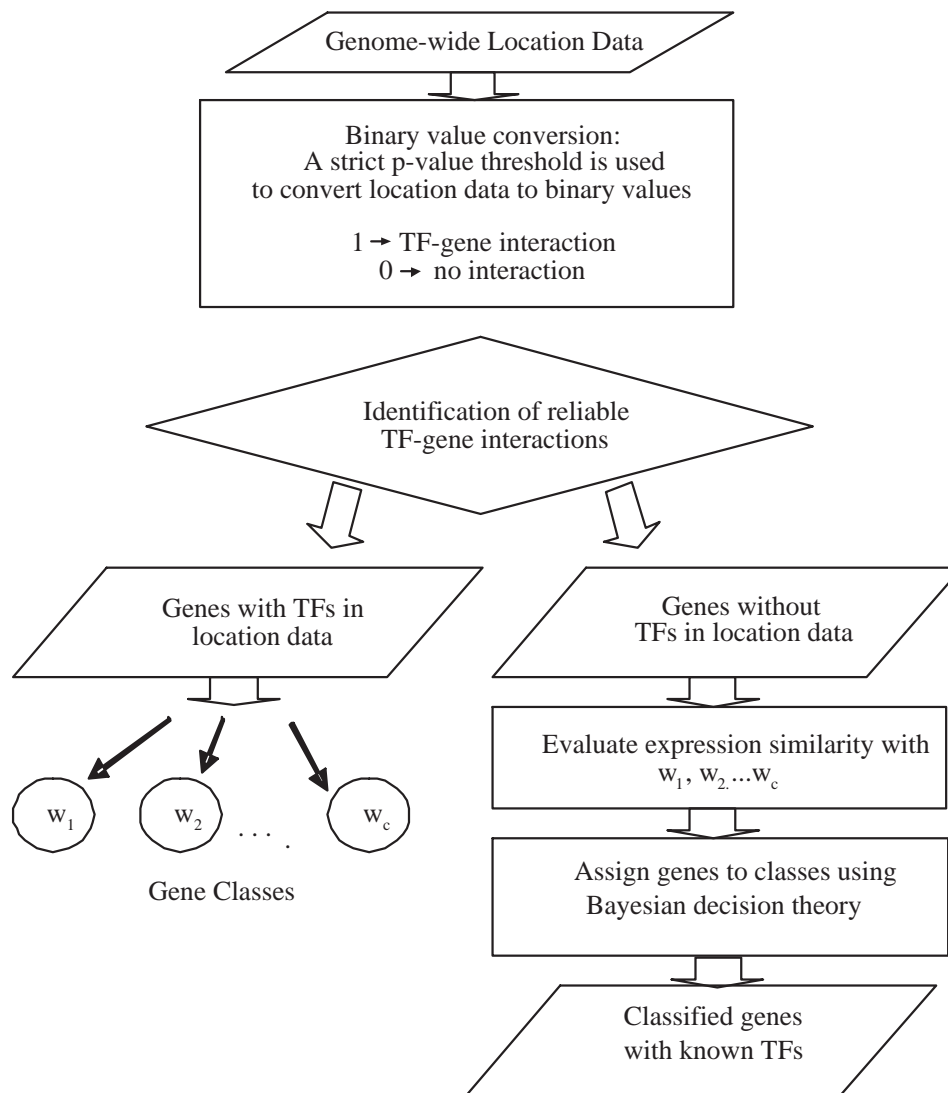 Genome-wide Location Data
Binary value conversion:
A strict p-value threshold is used
to convert location data to binary values
1 → TF-gene interaction
0 → no interaction
Identification of reliable
TF-gene interactions
Genes with TFs in
location data
w1
w2
. . . .
wc
Gene Classes
Genes without
TFs in location data
Evaluate expression similarity with
w1, w2. ...wc
Assign genes to classes using
Bayesian decision theory
Classified genes
with known TFs